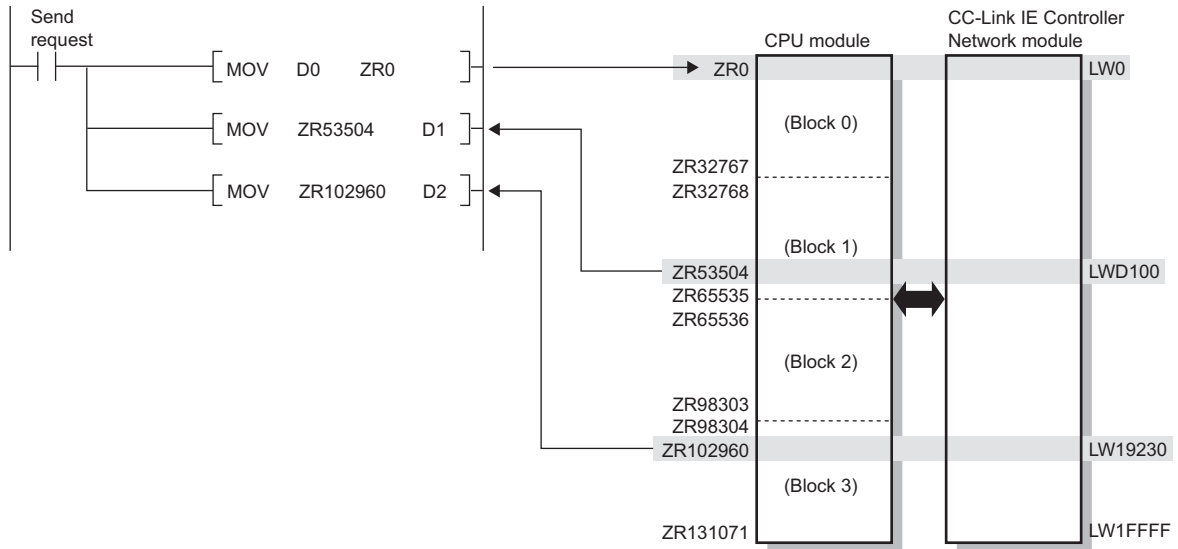 Send
request
MOV D0 ZR0
MOV ZR53504 D1
MOV ZR102960 D2
CPU module
CC-Link IE Controller
Network module
ZR0
LW0
(Block 0)
ZR32767
ZR32768
(Block 1)
ZR53504
LWD100
ZR65535
ZR65536
(Block 2)
ZR98303
ZR98304
ZR102960
LW19230
(Block 3)
ZR131071
LW1FFFF